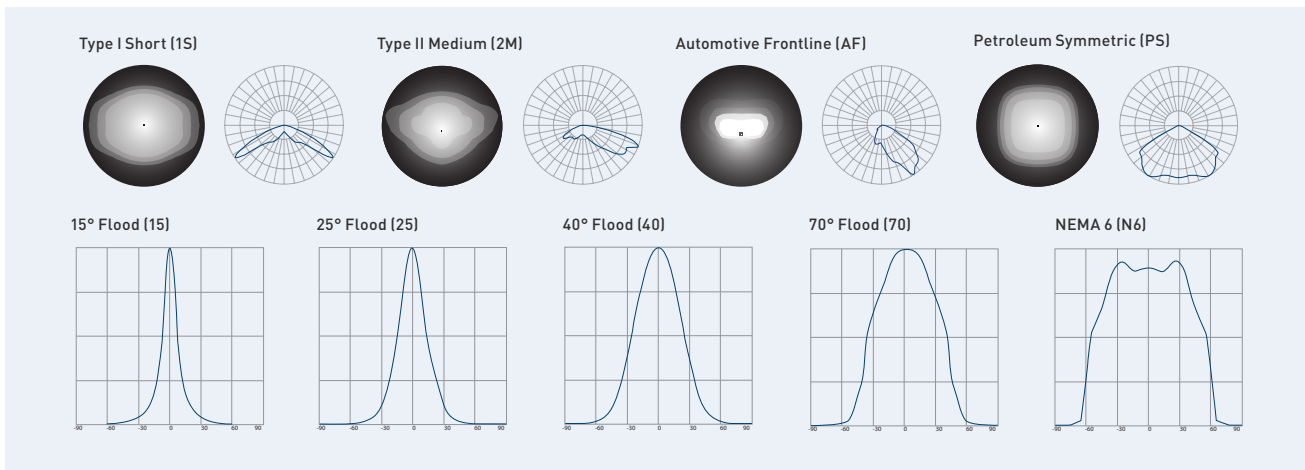 Type I Short (1S)
Type II Medium (2M)
Automotive Frontline (AF)
Petroleum Symmetric (PS)
15° Flood (15)
25° Flood (25)
40° Flood (40)
70° Flood (70)
NEMA 6 (N6)
-90 -60 -30 0 30 60 90
-90 -60 -30 0 30 60 90
-90 -60 -30 0 30 60 90
-90 -60 -30 0 30 60 90
-90 -60 -30 0 30 60 90